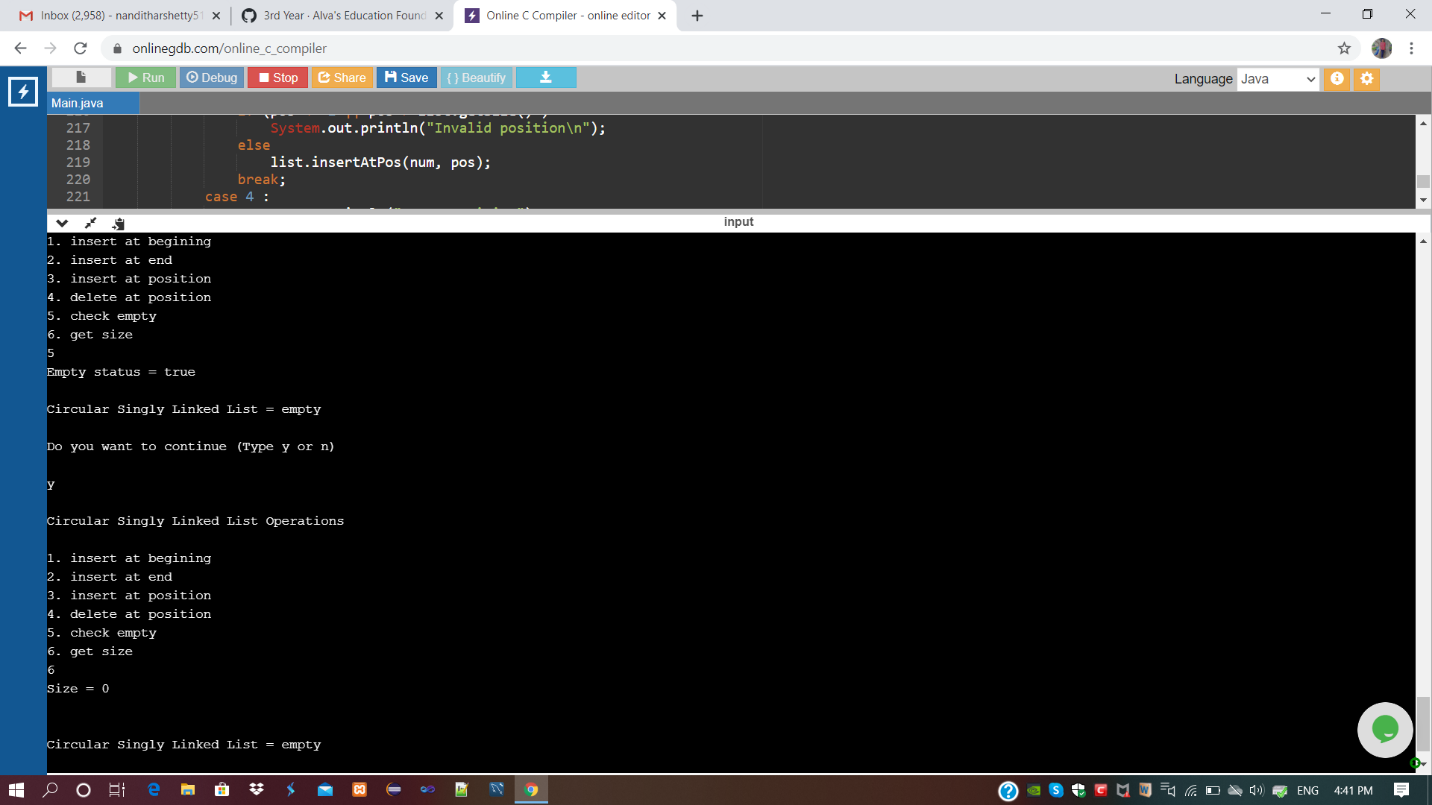 Inbox (2,958) - nanditharshetty51
3rd Year · Alva's Education Found
Online C Compiler - online editor
onlinegdb.com/online_c_compiler
Run
Debug
Stop
Share
Save
{ } Beautify
Language
Java
Main.java
217 System.out.println("Invalid position\n");
218 else
219 list.insertAtPos(num, pos);
220 break;
221 case 4 :
input
1. insert at begining
2. insert at end
3. insert at position
4. delete at position
5. check empty
6. get size
5
Empty status = true
Circular Singly Linked List = empty
Do you want to continue (Type y or n)
y
Circular Singly Linked List Operations
1. insert at begining
2. insert at end
3. insert at position
4. delete at position
5. check empty
6. get size
6
Size = 0
Circular Singly Linked List = empty
ENG
4:41 PM